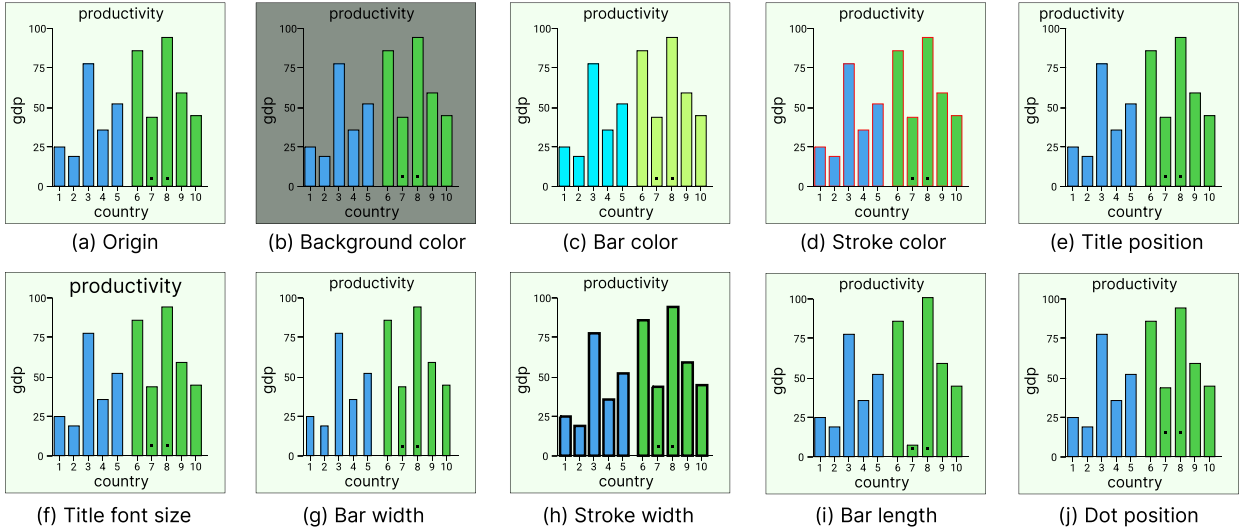 productivity
100
75
50
25
0
gdp
1 2 3 4 5 6 7 8 9 10
country
(a) Origin
productivity
100
75
50
25
0
gdp
1 2 3 4 5 6 7 8 9 10
country
(b) Background color
productivity
100
75
50
25
0
gdp
1 2 3 4 5 6 7 8 9 10
country
(c) Bar color
productivity
100
75
50
25
0
gdp
1 2 3 4 5 6 7 8 9 10
country
(d) Stroke color
productivity
100
75
50
25
0
gdp
1 2 3 4 5 6 7 8 9 10
country
(e) Title position
productivity
100
75
50
25
0
gdp
1 2 3 4 5 6 7 8 9 10
country
(f) Title font size
productivity
100
75
50
25
0
gdp
1 2 3 4 5 6 7 8 9 10
country
(g) Bar width
productivity
100
75
50
25
0
gdp
1 2 3 4 5 6 7 8 9 10
country
(h) Stroke width
productivity
100
75
50
25
0
gdp
1 2 3 4 5 6 7 8 9 10
country
(i) Bar length
productivity
100
75
50
25
0
gdp
1 2 3 4 5 6 7 8 9 10
country
(j) Dot position